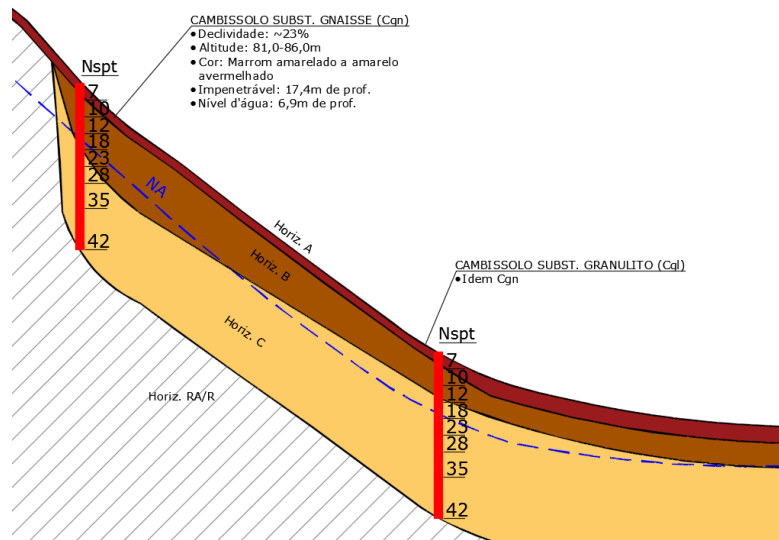 CAMBISSOLO SUBST. GNAISSE (Cgn)
•Declividade: ~23%
•Altitude: 81,0-86,0m
•Cor: Marrom amarelado a amarelo
avermelhado
•Impenetrável: 17,4m de prof.
•Nível d'água: 6,9m de prof.
Nspt
7
10
12
18
23
28
35
42
NA
Horiz. A
Horiz. B
Horiz. C
Horiz. RA/R
CAMBISSOLO SUBST. GRANULITO (Cgl)
•Idem Cgn
Nspt
7
10
12
18
23
28
35
42